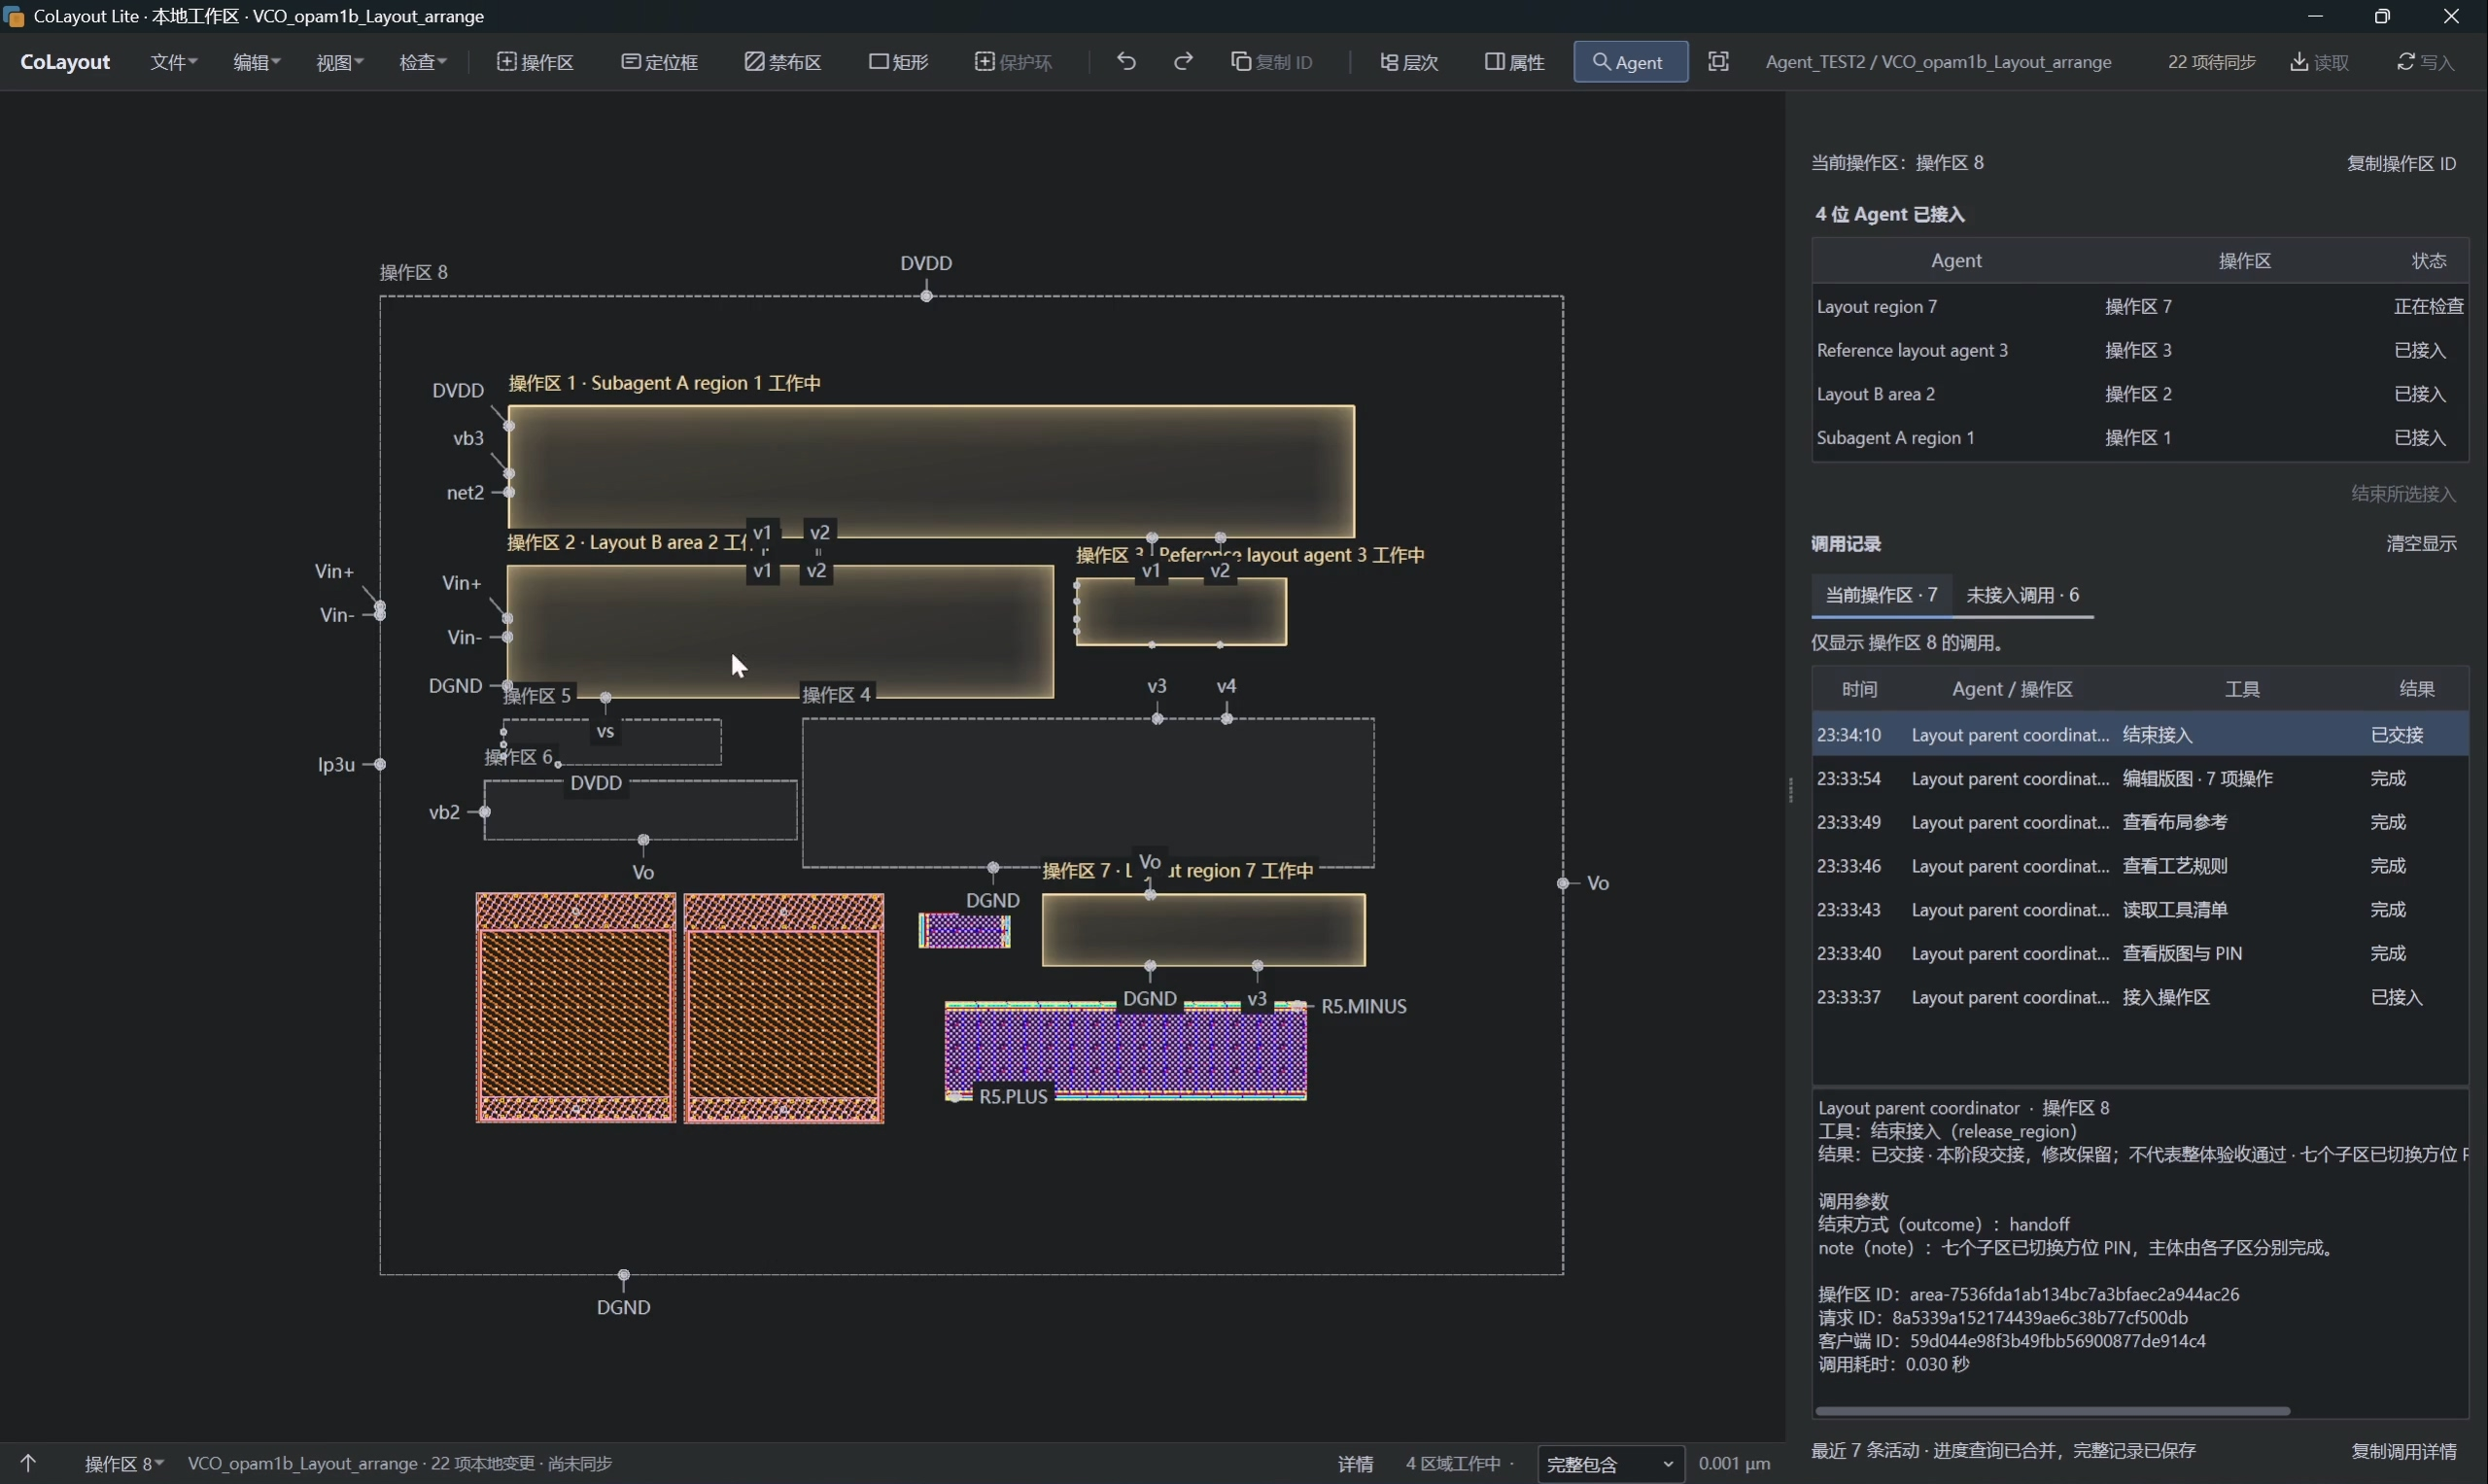 CoLayout Lite · 本地工作区 · VCO_opam1b_Layout_arrange
CoLayout 文件 编辑 视图 检查 操作区 定位框 禁布区 矩形 保护环 复制 ID 层次 属性 Agent Agent_TEST2 / VCO_opam1b_Layout_arrange 22 项待同步 读取 写入
操作区 8
DVDD
DVDD
操作区 1 · Subagent A region 1 工作中
vb3
net2
v1
v2
操作区 2 · Layout B area 2
操作区 3
layout agent 3 工作中
v1
v2
v1
v2
Vin+
Vin-
Vin+
Vin-
DGND
操作区 5
操作区 4
v3
v4
vs
操作区 6
Ip3u
DVDD
vb2
Vo
Vo
操作区 7 ·
region 7 工作中
Vo
DGND
DGND
v3
R5.MINUS
R5.PLUS
DGND
当前操作区：操作区 8 复制操作区 ID
4 位 Agent 已接入
Agent 操作区 状态
Layout region 7 操作区 7 正在检查
Reference layout agent 3 操作区 3 已接入
Layout B area 2 操作区 2 已接入
Subagent A region 1 操作区 1 已接入
结束所选接入
调用记录 清空显示
当前操作区 · 7 未接入调用 · 6
仅显示 操作区 8 的调用。
时间 Agent / 操作区 工具 结果
23:34:10 Layout parent coordinat... 结束接入 已交接
23:33:54 Layout parent coordinat... 编辑版图 · 7 项操作 完成
23:33:49 Layout parent coordinat... 查看布局参考 完成
23:33:46 Layout parent coordinat... 查看工艺规则 完成
23:33:43 Layout parent coordinat... 读取工具清单 完成
23:33:40 Layout parent coordinat... 查看版图与 PIN 完成
23:33:37 Layout parent coordinat... 接入操作区 已接入
Layout parent coordinator · 操作区 8
工具：结束接入（release_region）
结果：已交接 · 本阶段交接，修改保留；不代表整体验收通过 · 七个子区已切换方位
调用参数
结束方式（outcome）：handoff
note（note）：七个子区已切换方位 PIN，主体由各子区分别完成。
操作区 ID：area-7536fda1ab134bc7a3bfaec2a944ac26
请求 ID：8a5339a152174439ae6c38b77cf500db
客户端 ID：59d044e98f3b49fbb56900877de914c4
调用耗时：0.030 秒
最近 7 条活动 · 进度查询已合并，完整记录已保存 复制调用详情
操作区 8 VCO_opam1b_Layout_arrange · 22 项本地变更 · 尚未同步 详情 4 区域工作中 · 完整包含 0.001 μm